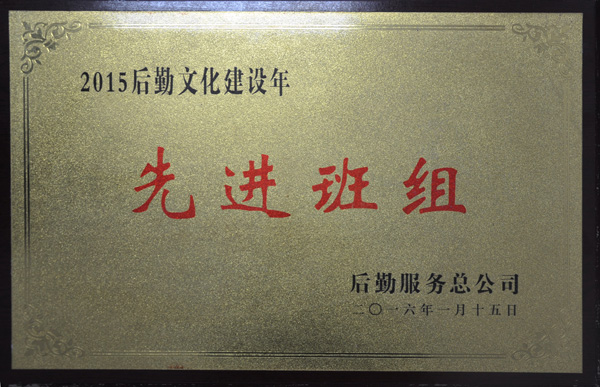 2015后勤文化建设年
先进班组
后勤服务总公司
二〇一六年一月十五日